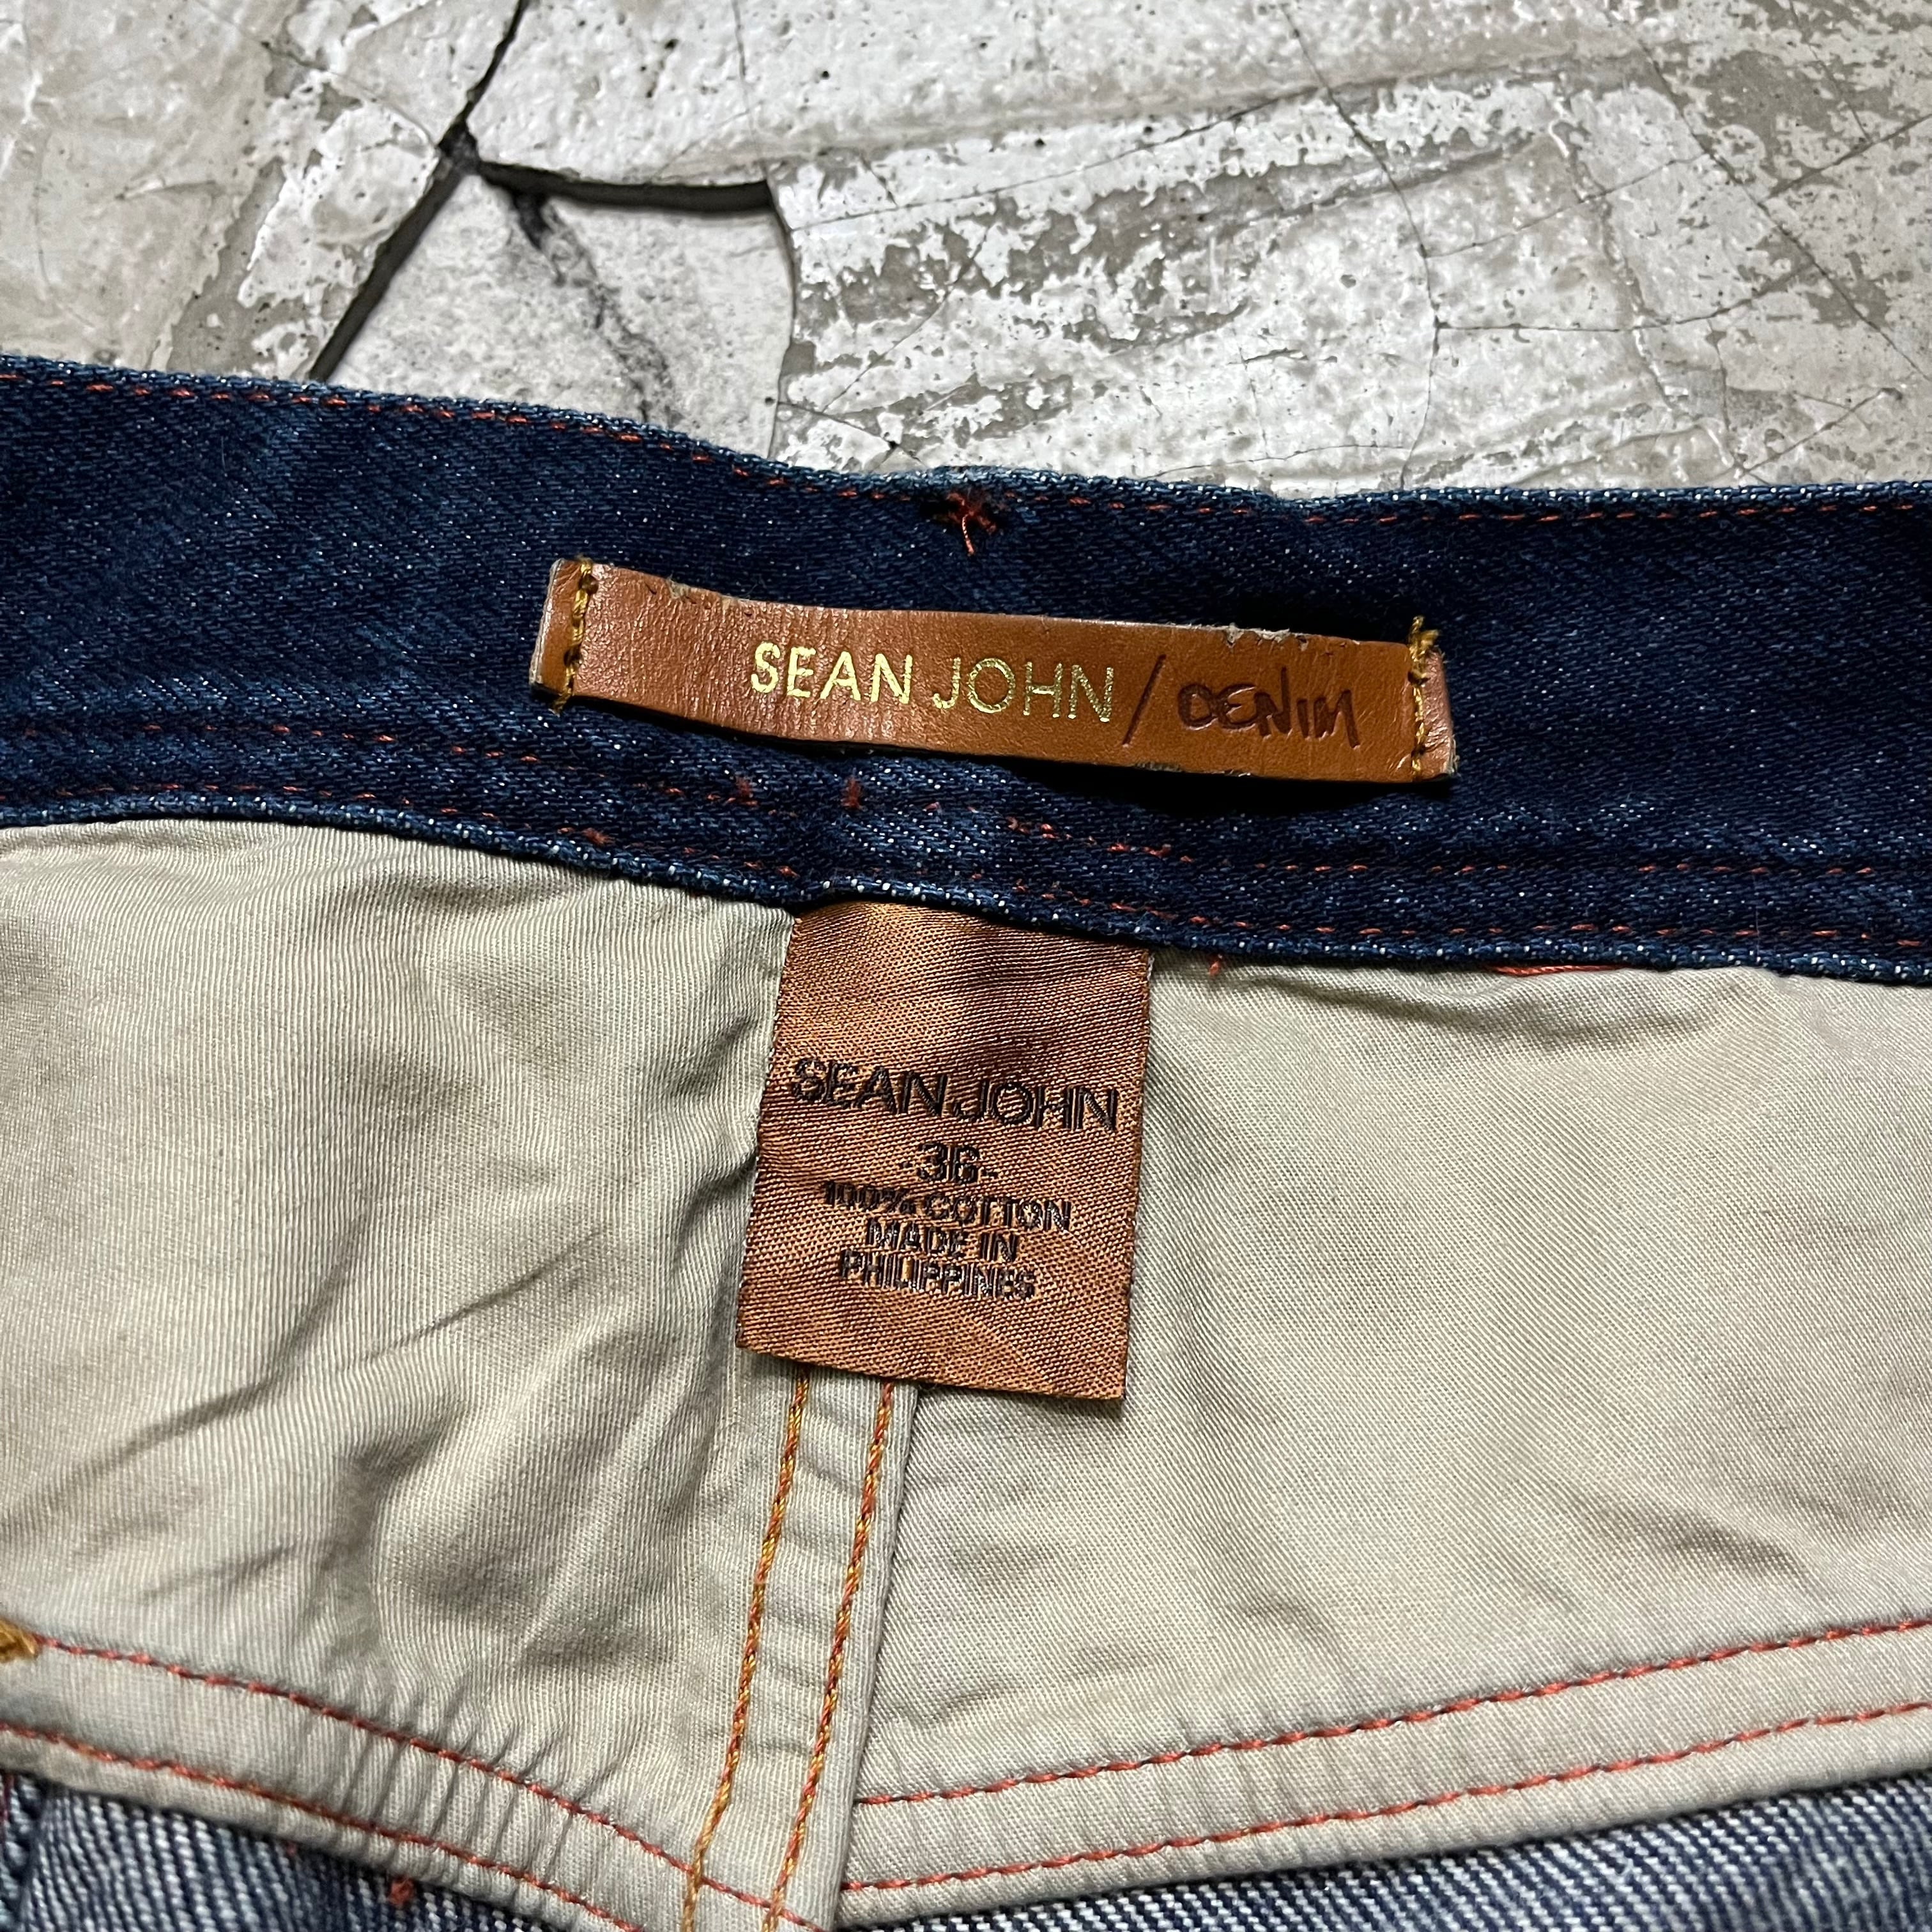 SEAN JOHN / DENIM
SEAN JOHN
-36-
100% COTTON
MADE IN
PHILIPPINES